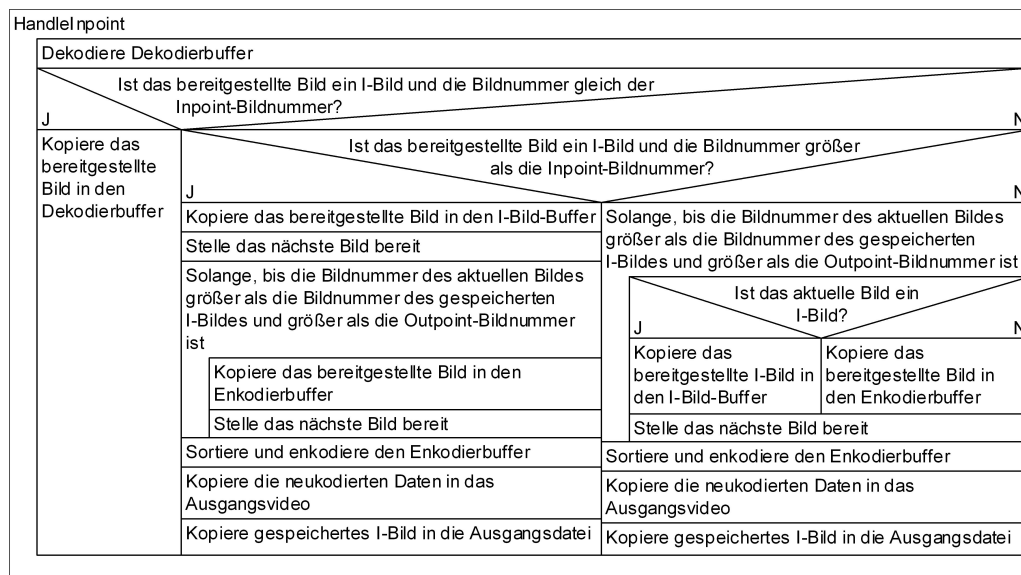 HandleInpoint
Dekodiere Dekodierbuffer
Ist das bereitgestellte Bild ein I-Bild und die Bildnummer gleich der
Inpoint-Bildnummer?
J
N
Kopiere das
bereitgestellte
Bild in den
Dekodierbuffer
Ist das bereitgestellte Bild ein I-Bild und die Bildnummer größer
als die Inpoint-Bildnummer?
J
N
Kopiere das bereitgestellte Bild in den I-Bild-Buffer
Stelle das nächste Bild bereit
Solange, bis die Bildnummer des aktuellen Bildes
größer als die Bildnummer des gespeicherten
I-Bildes und größer als die Outpoint-Bildnummer
ist
Kopiere das bereitgestellte Bild in den
Enkodierbuffer
Stelle das nächste Bild bereit
Sortiere und enkodiere den Enkodierbuffer
Kopiere die neukodierten Daten in das
Ausgangsvideo
Kopiere gespeichertes I-Bild in die Ausgangsdatei
Solange, bis die Bildnummer des aktuellen Bildes
größer als die Bildnummer des gespeicherten
I-Bildes und größer als die Outpoint-Bildnummer ist
Ist das aktuelle Bild ein
I-Bild?
J
N
Kopiere das
bereitgestellte I-Bild in
den I-Bild-Buffer
Kopiere das
bereitgestellte Bild in
den Enkodierbuffer
Stelle das nächste Bild bereit
Sortiere und enkodiere den Enkodierbuffer
Kopiere die neukodierten Daten in das
Ausgangsvideo
Kopiere gespeichertes I-Bild in die Ausgangsdatei